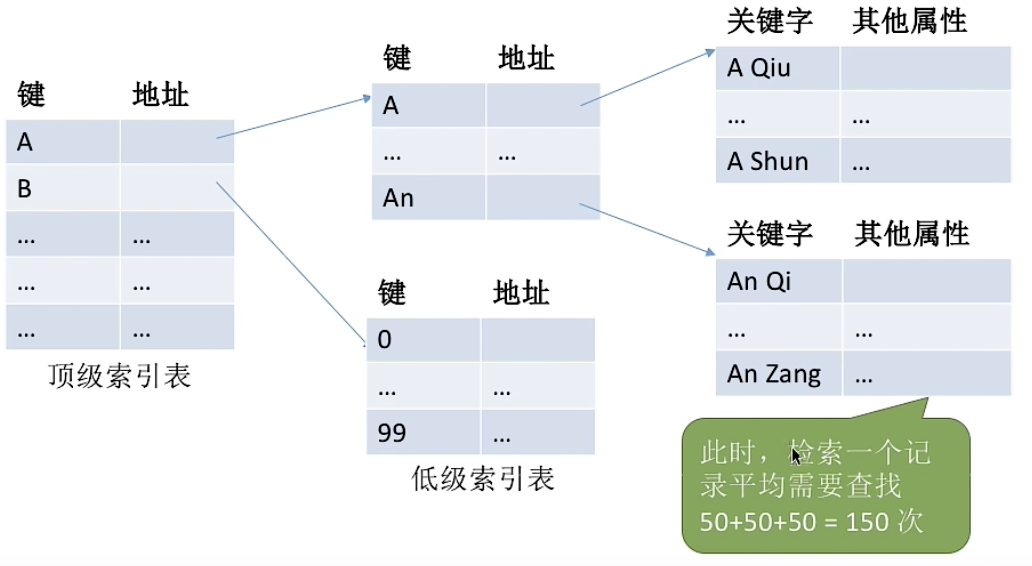 键 地址
A
B
... ...
... ...
... ...
顶级索引表
键 地址
A
... ...
An
键 地址
0
... ...
99 ...
低级索引表
关键字 其他属性
A Qiu
... ...
A Shun ...
关键字 其他属性
An Qi
... ...
An Zang ...
此时，检索一个记
录平均需要查找
50+50+50 = 150 次